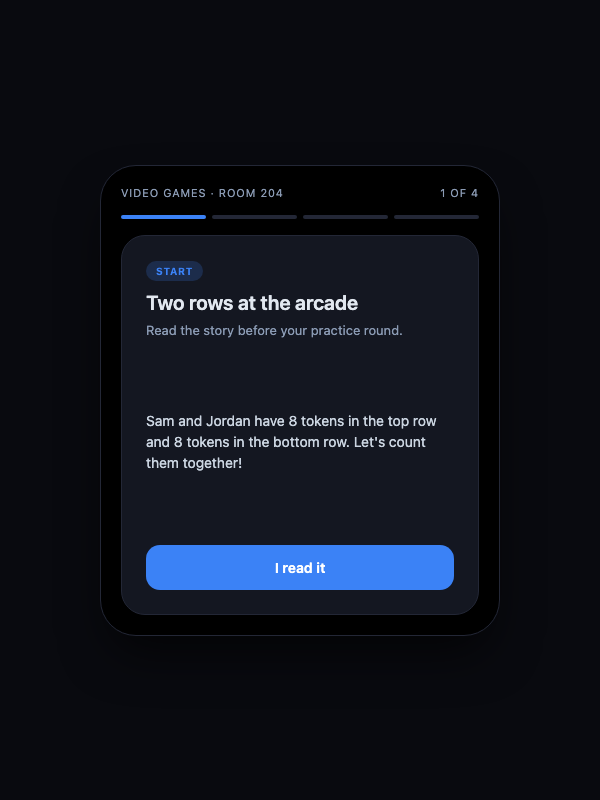 VIDEO GAMES · ROOM 204
1 OF 4
START
Two rows at the arcade
Read the story before your practice round.
Sam and Jordan have 8 tokens in the top row
and 8 tokens in the bottom row. Let's count
them together!
I read it